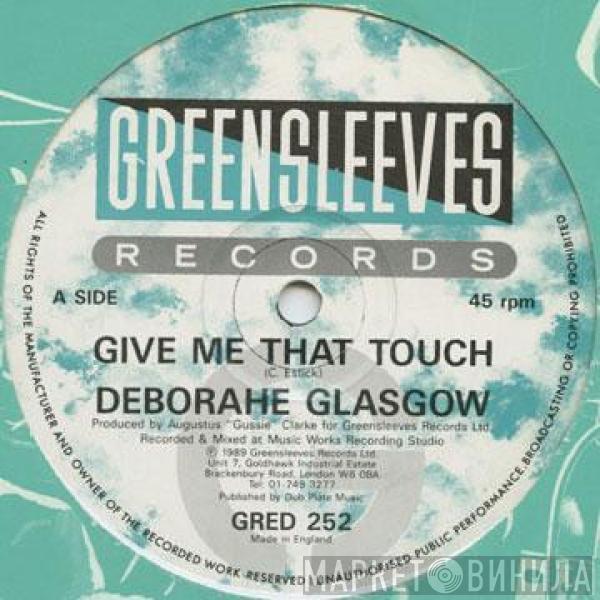 GREENSLEEVES
RECORDS
A SIDE
45 rpm
GIVE ME THAT TOUCH
(C. Estick)
DEBORAHE GLASGOW
Produced by Augustus "Gussie" Clarke for Greensleeves Records Ltd.
Recorded & Mixed at Music Works Recording Studio
℗ 1989 Greensleeves Records Ltd.
Unit 7, Goldhawk Industrial Estate
Brackenbury Road, London W6 0BA
Tel: 01-749 3277
Published by Dub Plate Music
GRED 252
Made in England
ALL RIGHTS OF THE MANUFACTURER AND OWNER OF THE RECORDED WORK RESERVED UNAUTHORISED PUBLIC PERFORMANCE, BROADCASTING OR COPYING PROHIBITED
МАРКЕТ ВИНИЛА